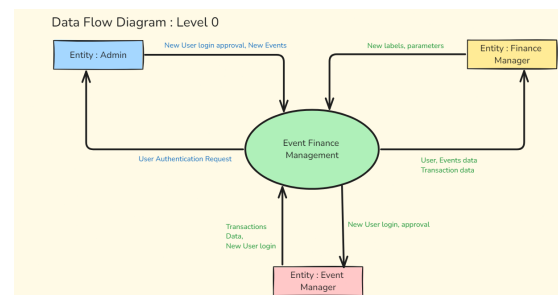 Data Flow Diagram : Level 0
New User login approval, New Events
New labels, parameters
Entity : Admin
Entity : Finance
Manager
Event Finance
Management
User Authentication Request
User, Events data
Transaction data
Transactions
Data,
New User login
New User login, approval
Entity : Event
Manager